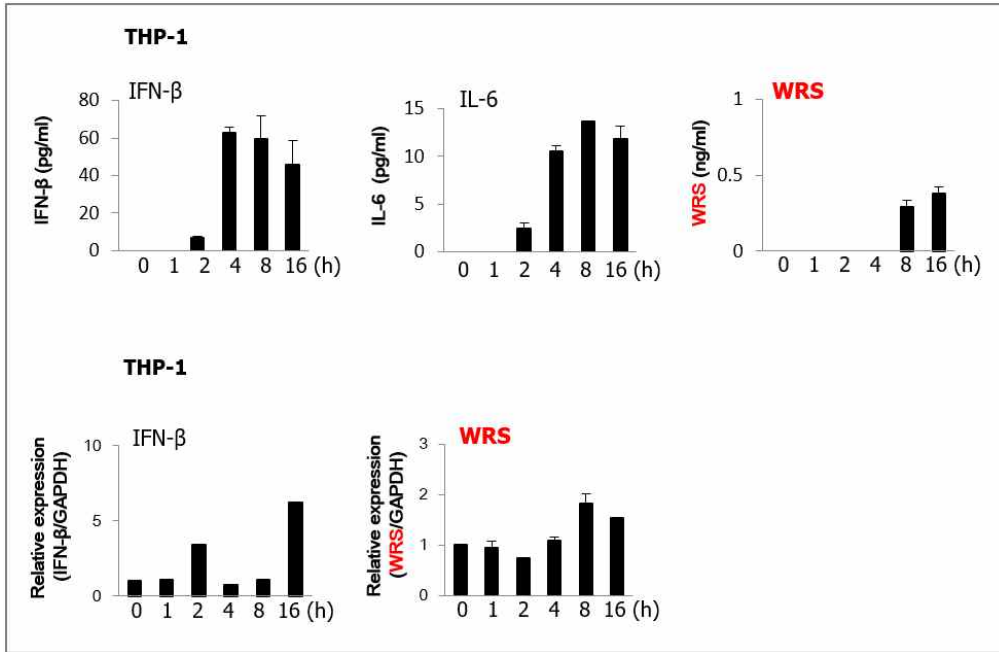 THP-1
IFN-β
IFN-β (pg/ml)
80
60
40
20
0
0 1 2 4 8 16 (h)
IL-6
IL-6 (pg/ml)
15
10
5
0
0 1 2 4 8 16 (h)
WRS
WRS (ng/ml)
1
0.5
0
0 1 2 4 8 16 (h)
THP-1
IFN-β
Relative expression
(IFN-β/GAPDH)
10
5
0
0 1 2 4 8 16 (h)
WRS
Relative expression
(WRS/GAPDH)
3
2
1
0
0 1 2 4 8 16 (h)